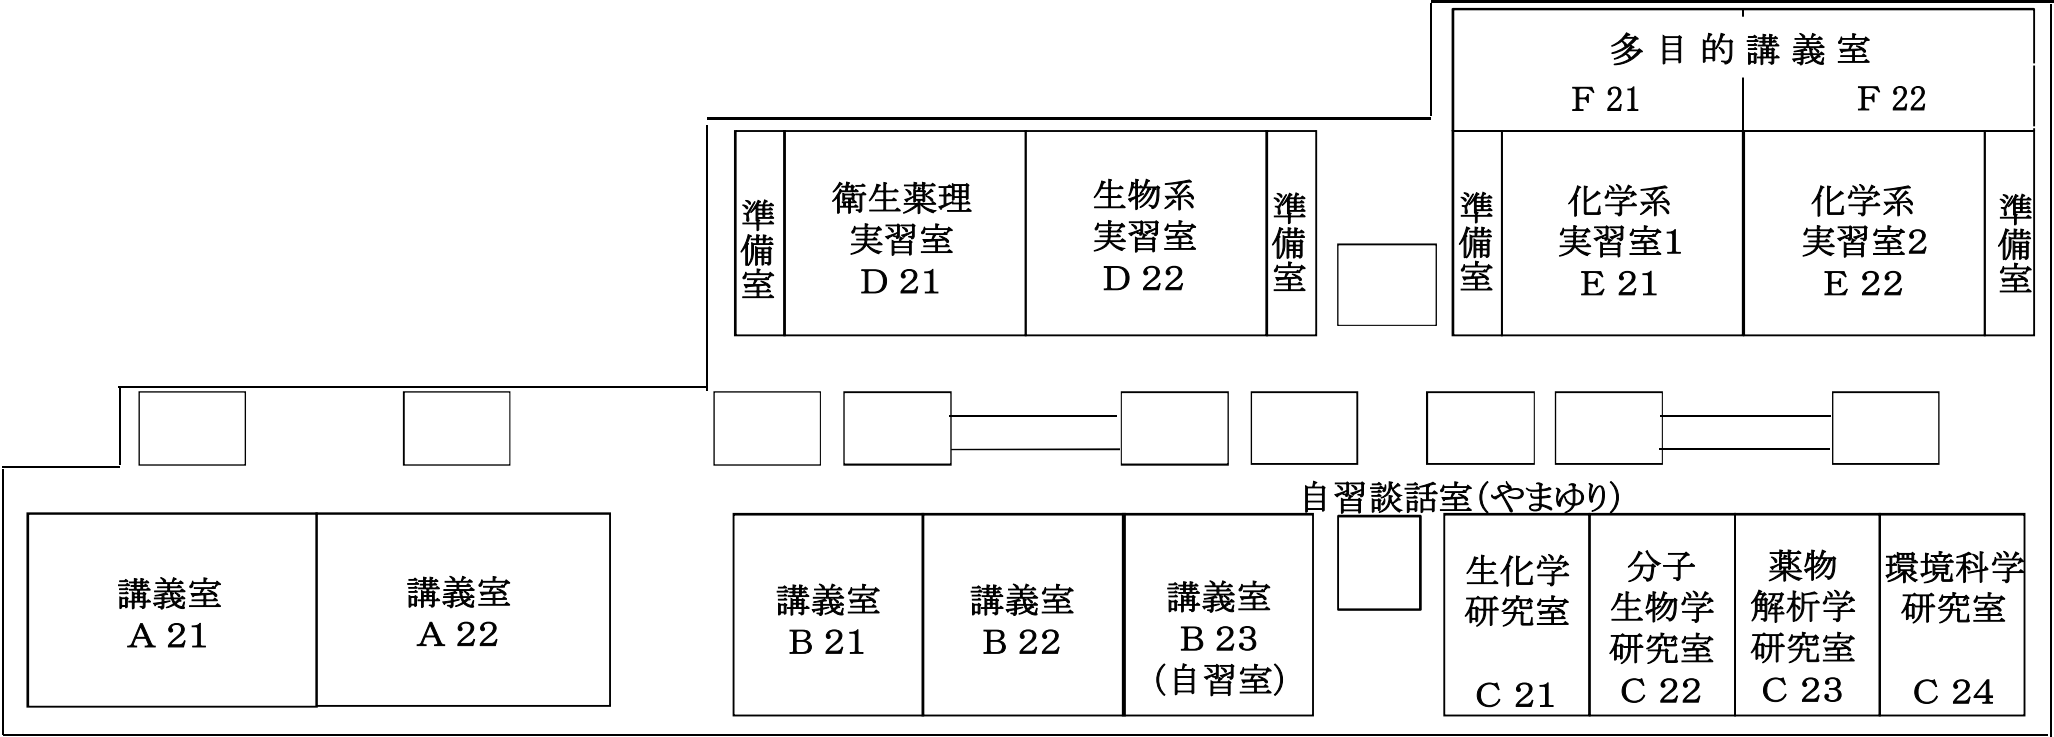 多目的講義室
F 21
F 22
準備室
衛生薬理
実習室
D 21
生物系
実習室
D 22
準備室
準備室
化学系
実習室1
E 21
化学系
実習室2
E 22
準備室
自習談話室(やまゆり)
講義室
A 21
講義室
A 22
講義室
B 21
講義室
B 22
講義室
B 23
(自習室)
生化学
研究室
C 21
分子
生物学
研究室
C 22
薬物
解析学
研究室
C 23
環境科学
研究室
C 24